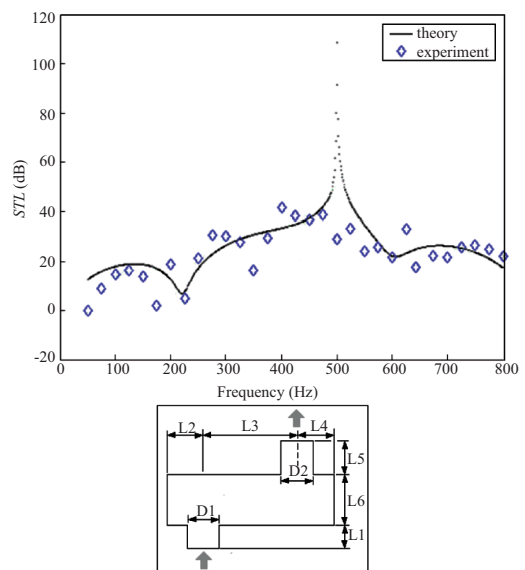 120
100
80
60
40
20
0
-20
STL (dB)
theory
experiment
0 100 200 300 400 500 600 700 800
Frequency (Hz)
L2 L3 L4
L5
D2
L6
D1
L1